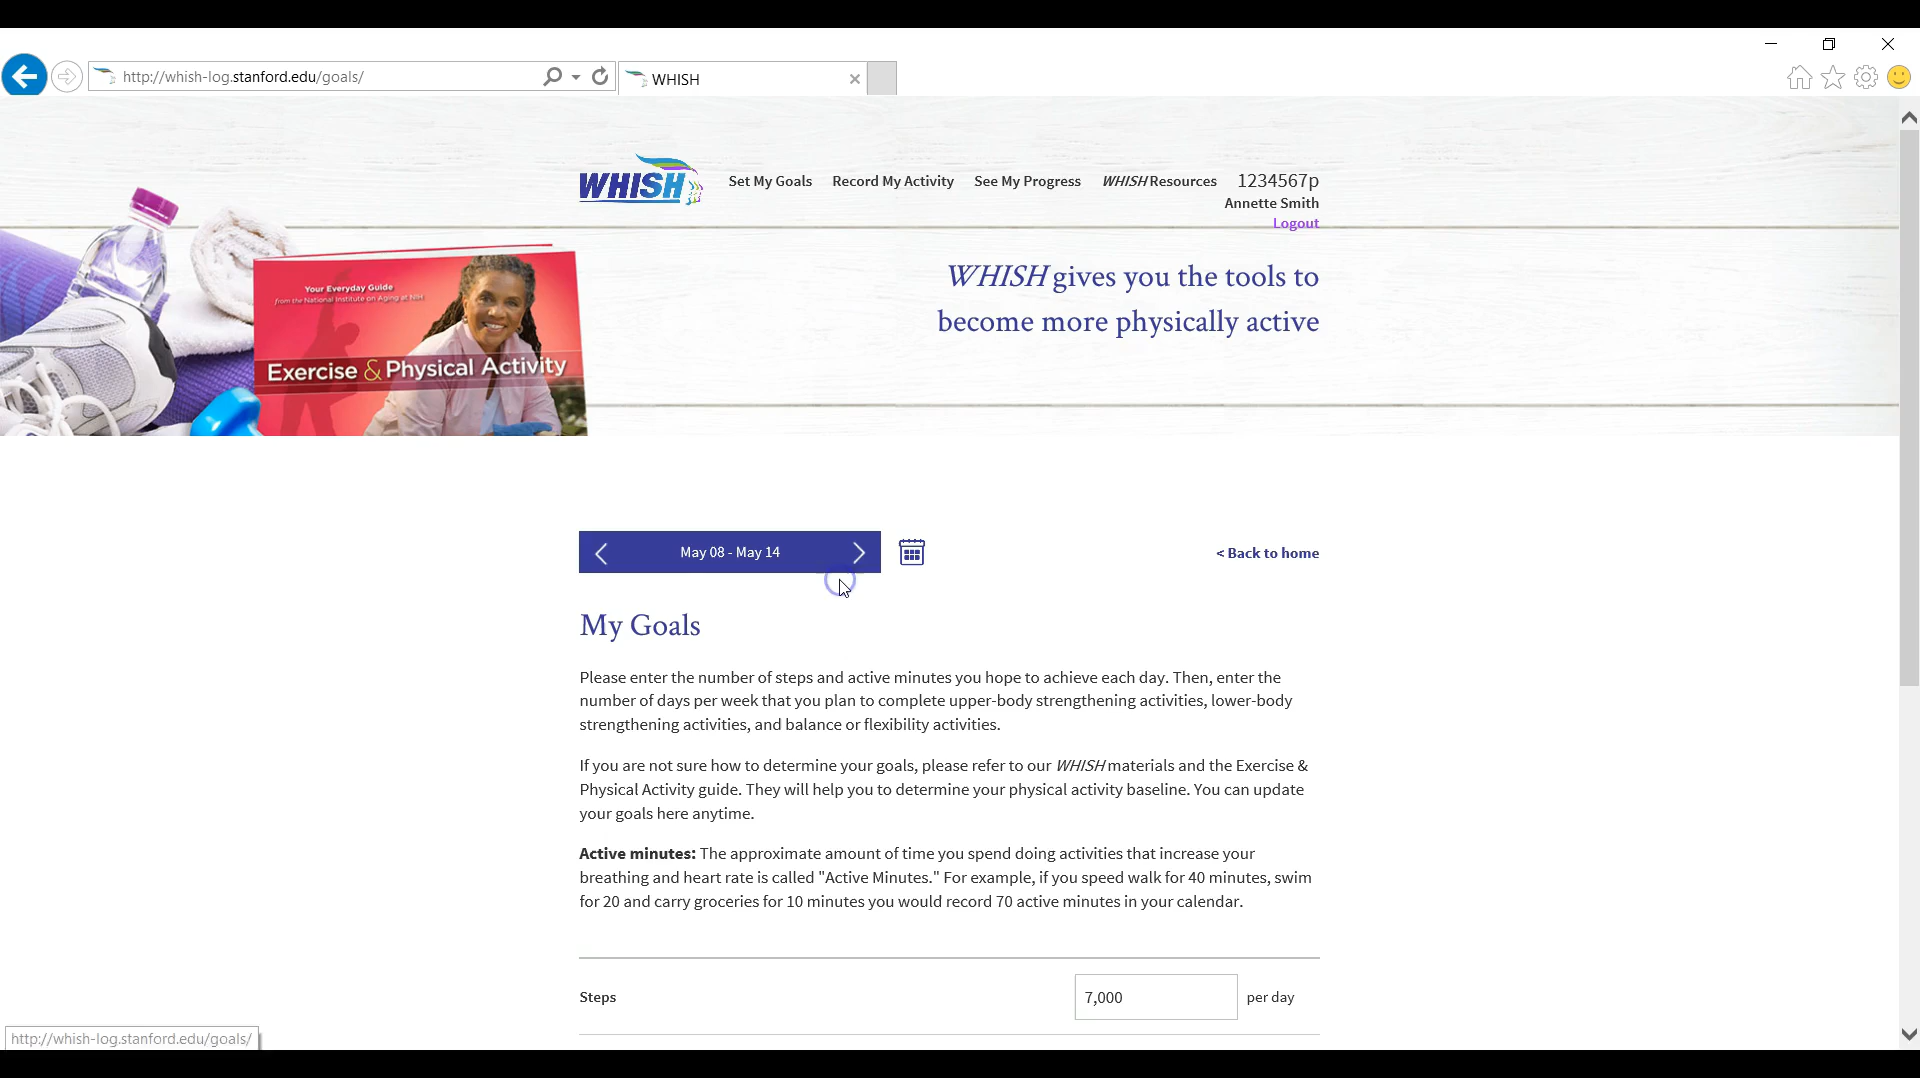 http://whish-log.stanford.edu/goals/
WHISH
WHISH
Set My Goals
Record My Activity
See My Progress
WHISH Resources
1234567p
Annette Smith
Logout
Your Everyday Guide
from the National Institute on Aging at NIH
Exercise & Physical Activity
WHISH gives you the tools to
become more physically active
May 08 - May 14
< Back to home
My Goals
Please enter the number of steps and active minutes you hope to achieve each day. Then, enter the
number of days per week that you plan to complete upper-body strengthening activities, lower-body
strengthening activities, and balance or flexibility activities.
If you are not sure how to determine your goals, please refer to our WHISH materials and the Exercise &
Physical Activity guide. They will help you to determine your physical activity baseline. You can update
your goals here anytime.
Active minutes: The approximate amount of time you spend doing activities that increase your
breathing and heart rate is called "Active Minutes." For example, if you speed walk for 40 minutes, swim
for 20 and carry groceries for 10 minutes you would record 70 active minutes in your calendar.
Steps
7,000
per day
http://whish-log.stanford.edu/goals/